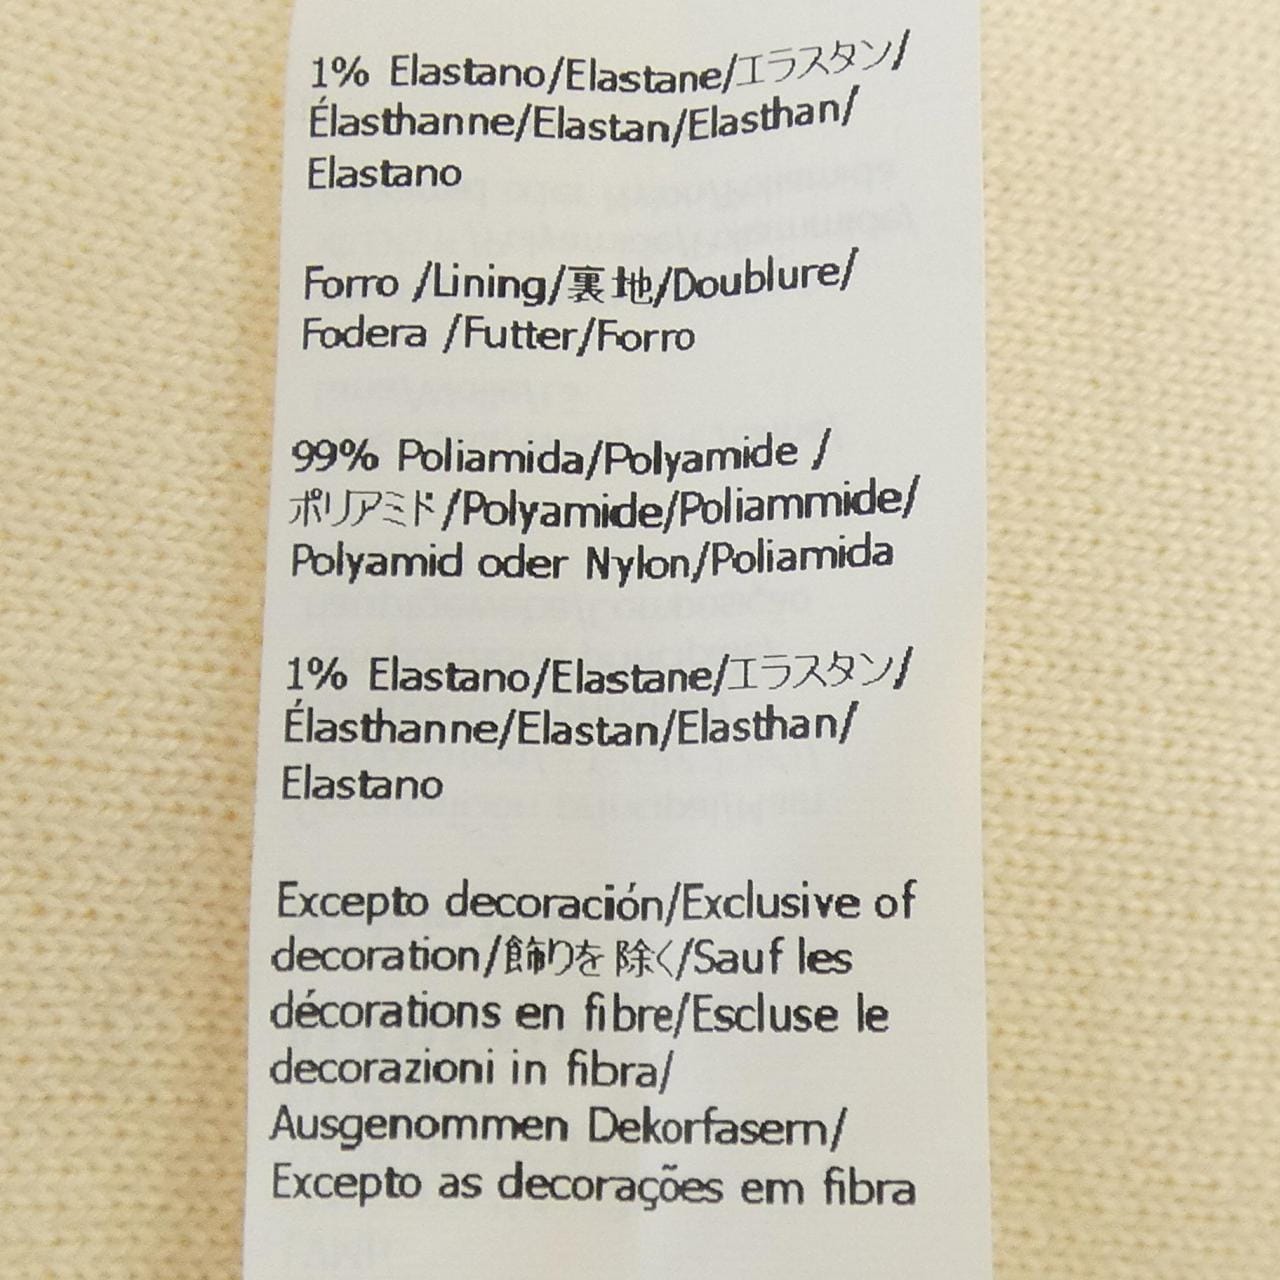 1% Elastano/Elastane/エラスタン/
Élasthanne/Elastan/Elasthan/
Elastano
Forro /Lining/裏地/Doublure/
Fodera /Futter/Forro
99% Poliamida/Polyamide /
ポリアミド/Polyamide/Poliammide/
Polyamid oder Nylon/Poliamida
1% Elastano/Elastane/エラスタン/
Élasthanne/Elastan/Elasthan/
Elastano
Excepto decoración/Exclusive of
decoration/飾りを除く/Sauf les
décorations en fibre/Escluse le
decorazioni in fibra/
Ausgenommen Dekorfasern/
Excepto as decorações em fibra